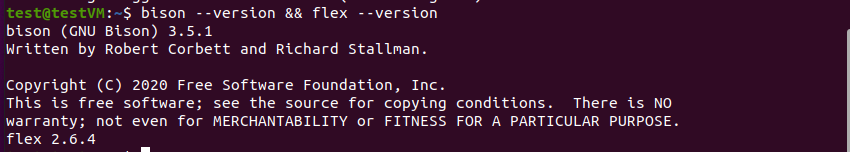 test@testVM:~$ bison --version && flex --version
bison (GNU Bison) 3.5.1
Written by Robert Corbett and Richard Stallman.
Copyright (C) 2020 Free Software Foundation, Inc.
This is free software; see the source for copying conditions.  There is NO
warranty; not even for MERCHANTABILITY or FITNESS FOR A PARTICULAR PURPOSE.
flex 2.6.4